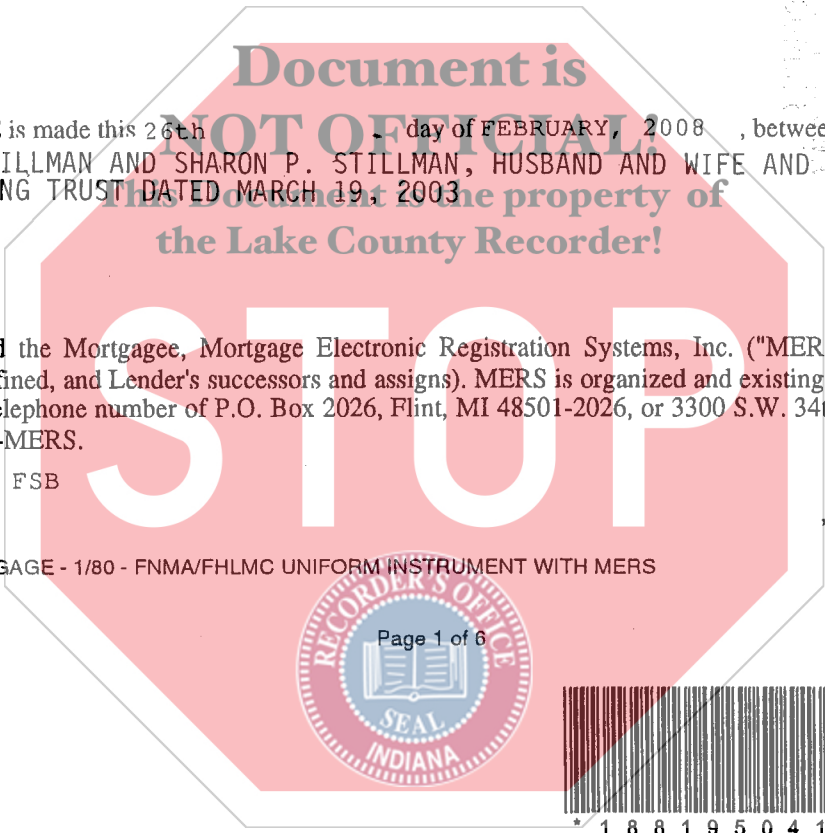 Document is
NOT OFFICIAL!
is made this 26th day of FEBRUARY, 2008 , betwee
ILLMAN AND SHARON P. STILLMAN, HUSBAND AND WIFE AND
NG TRUST DATED MARCH 19, 2003
This Document is the property of
the Lake County Recorder!
STOP
the Mortgagee, Mortgage Electronic Registration Systems, Inc. ("MER
fined, and Lender's successors and assigns). MERS is organized and existing
elephone number of P.O. Box 2026, Flint, MI 48501-2026, or 3300 S.W. 34t
-MERS.
FSB
GAGE - 1/80 - FNMA/FHLMC UNIFORM INSTRUMENT WITH MERS
RECORDER'S OFFICE
Page 1 of 6
SEAL
INDIANA
* 1 8 8 1 9 5 0 4 1